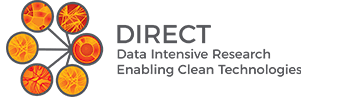 DIRECT
Data Intensive Research
Enabling Clean Technologies